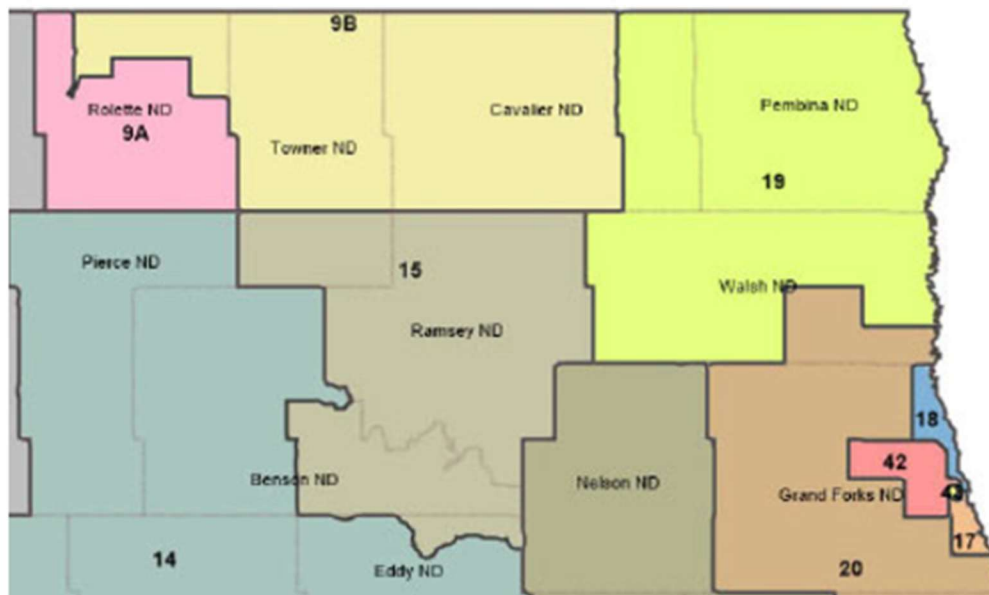 9B
Rolette ND
9A
Cavalier ND
Pembina ND
Towner ND
19
Pierce ND
15
Walsh ND
Ramsey ND
18
42
Benson ND
Nelson ND
Grand Forks ND
43
17
14
Eddy ND
20